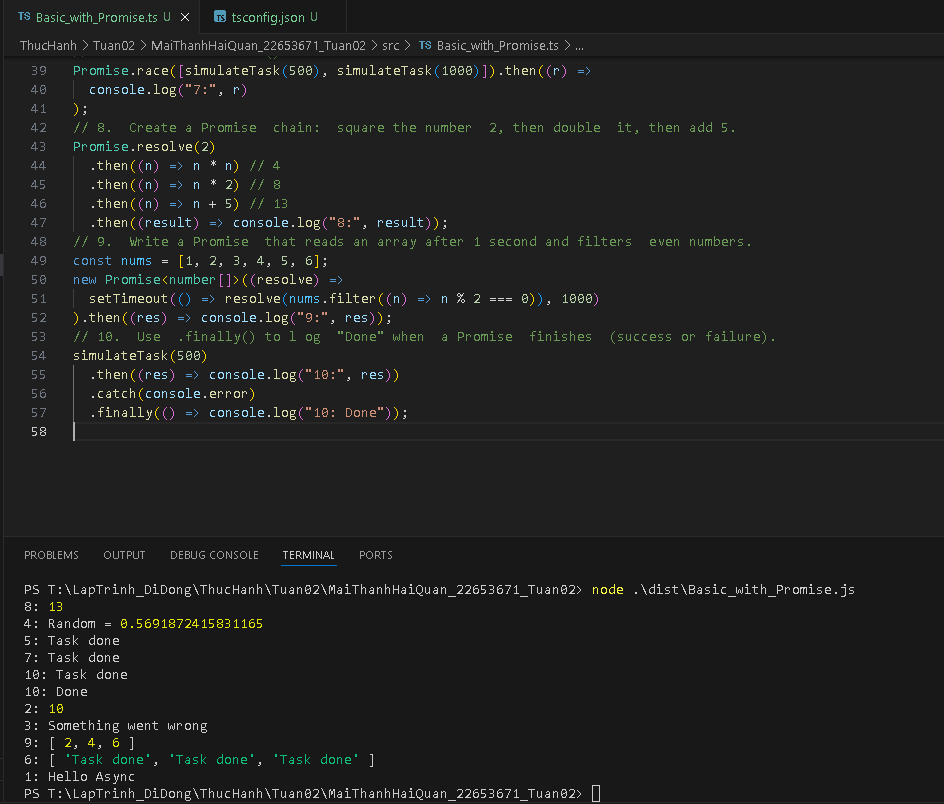 TS Basic_with_Promise.ts U × TS tsconfig.json U
ThucHanh > Tuan02 > MaiThanhHaiQuan_22653671_Tuan02 > src > TS Basic_with_Promise.ts > ...
39 Promise.race([simulateTask(500), simulateTask(1000)]).then((r) =>
40   console.log("7:", r)
41 );
42 // 8.  Create a Promise  chain:  square the number  2, then double  it, then add 5.
43 Promise.resolve(2)
44   .then((n) => n * n) // 4
45   .then((n) => n * 2) // 8
46   .then((n) => n + 5) // 13
47   .then((result) => console.log("8:", result));
48 // 9.  Write a Promise  that reads an array after 1 second and filters  even numbers.
49 const nums = [1, 2, 3, 4, 5, 6];
50 new Promise<number[]>((resolve) =>
51   setTimeout(() => resolve(nums.filter((n) => n % 2 === 0)), 1000)
52 ).then((res) => console.log("9:", res));
53 // 10.  Use  .finally() to l og  "Done" when  a Promise  finishes  (success or failure).
54 simulateTask(500)
55   .then((res) => console.log("10:", res))
56   .catch(console.error)
57   .finally(() => console.log("10: Done"));
58
PROBLEMS OUTPUT DEBUG CONSOLE TERMINAL PORTS
PS T:\LapTrinh_DiDong\ThucHanh\Tuan02\MaiThanhHaiQuan_22653671_Tuan02> node .\dist\Basic_with_Promise.js
8: 13
4: Random = 0.5691872415831165
5: Task done
7: Task done
10: Task done
10: Done
2: 10
3: Something went wrong
9: [ 2, 4, 6 ]
6: [ 'Task done', 'Task done', 'Task done' ]
1: Hello Async
PS T:\LapTrinh_DiDong\ThucHanh\Tuan02\MaiThanhHaiQuan_22653671_Tuan02>